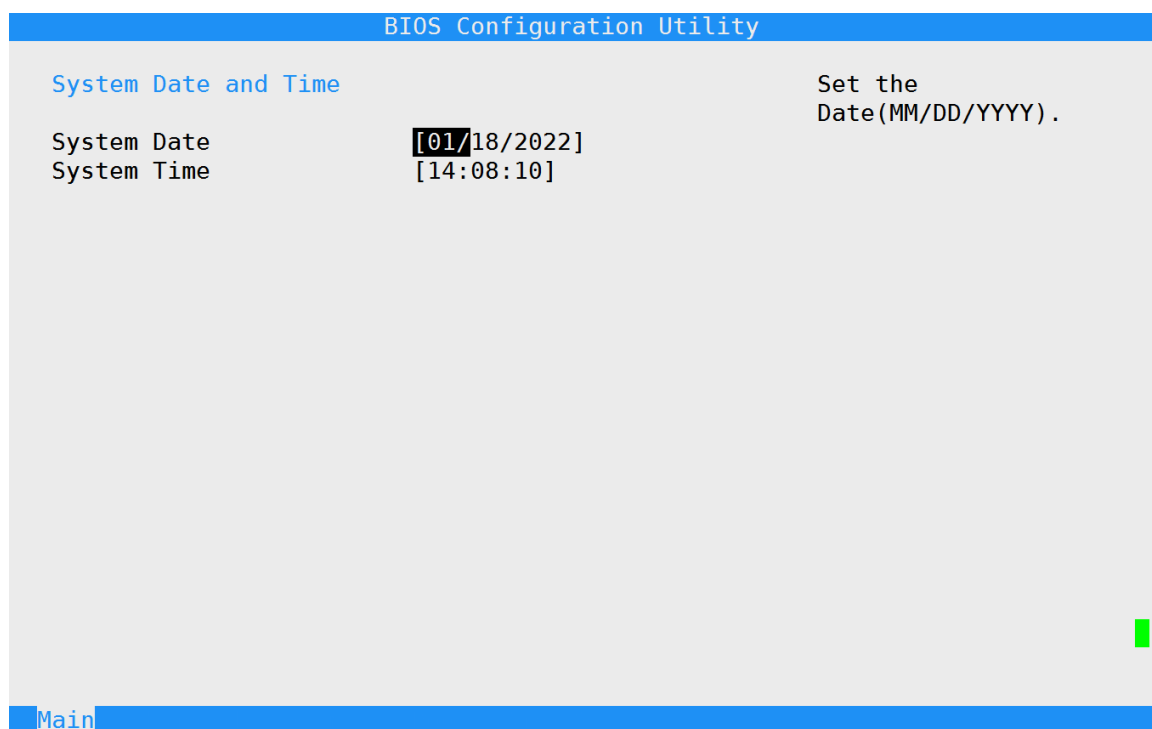 BIOS Configuration Utility
System Date and Time
Set the
Date(MM/DD/YYYY).
System Date [01/18/2022]
System Time [14:08:10]
Main